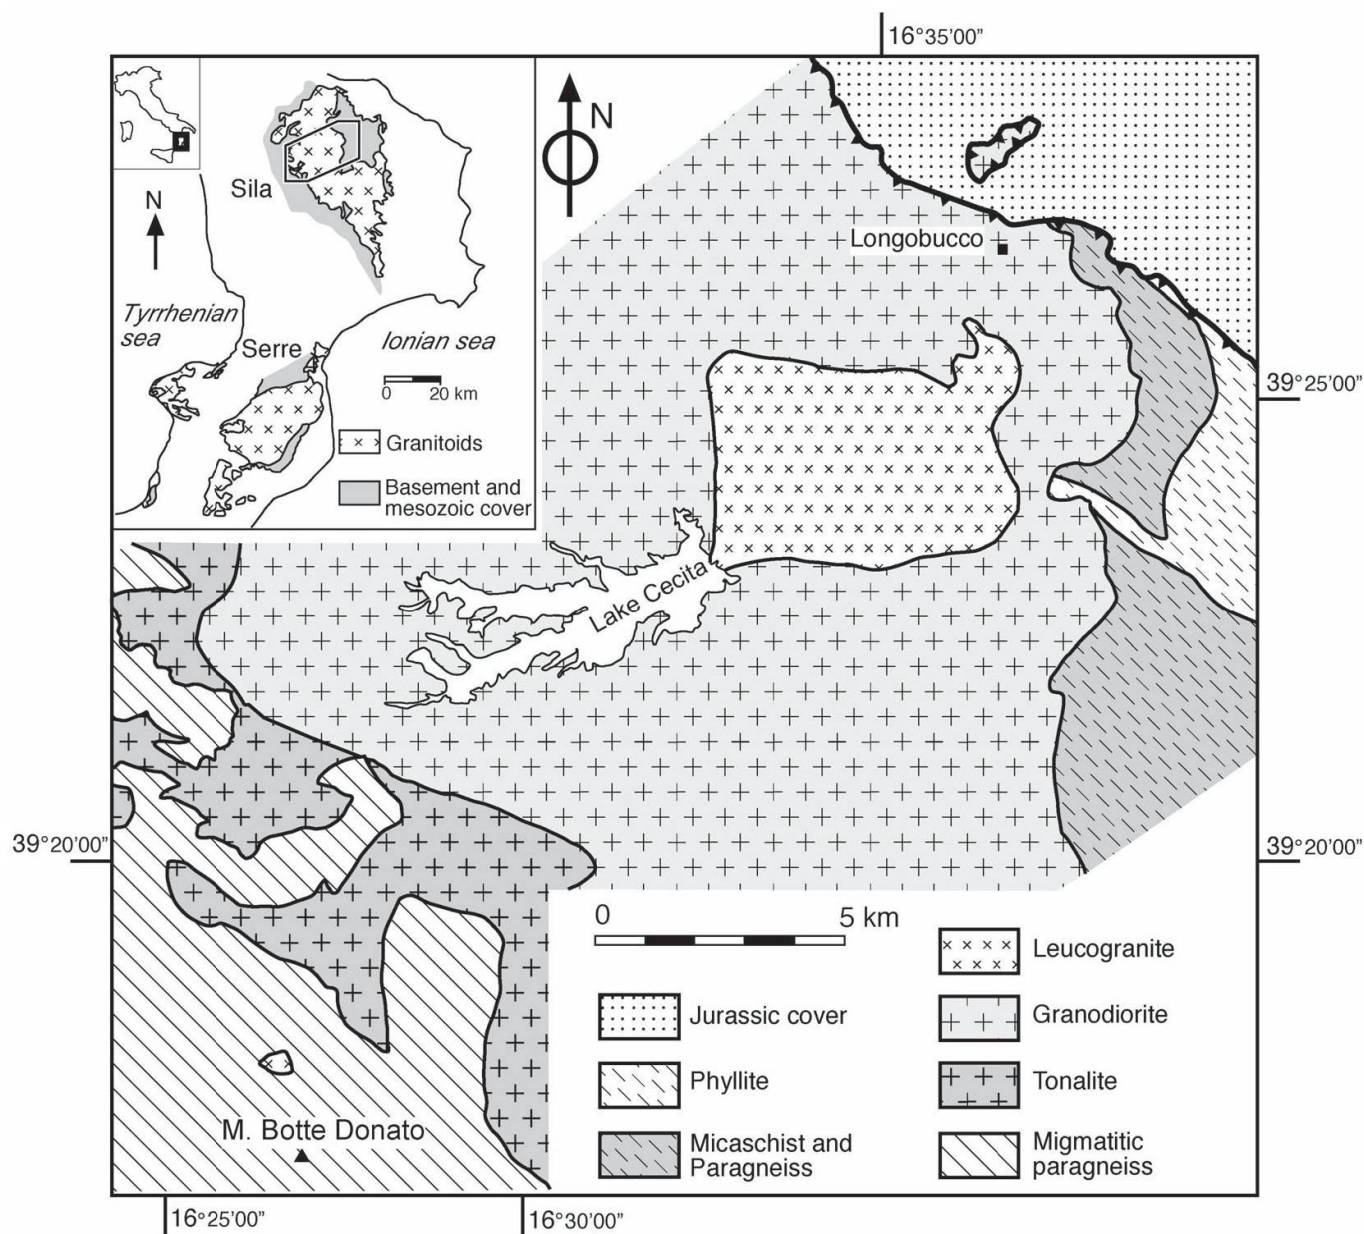 16°35'00"
N
Sila
N
Longobucco
Tyrrhenian
sea
Ionian sea
Serre
0 20 km
39°25'00"
Granitoids
Basement and
mesozoic cover
Lake Cecita
39°20'00"
39°20'00"
0 5 km
Leucogranite
Jurassic cover
Granodiorite
Phyllite
Tonalite
M. Botte Donato
Micaschist and
Paragneiss
Migmatitic
paragneiss
16°25'00"
16°30'00"